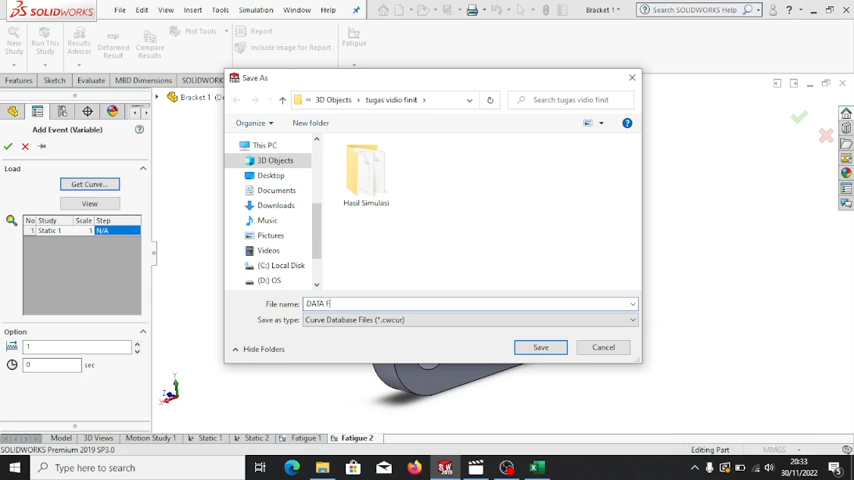 SOLIDWORKS File Edit View Insert Tools Simulation Window Help Bracket 1 * Search SOLIDWORKS Help
New Study
Run This Study
Results Advisor
Deformed Result
Compare Results
Plot Tools
Report
Include Image for Report
Fatigue
Features Sketch Evaluate MBD Dimensions SOLIDWORK
Bracket 1 (De
Add Event (Variable)
Load
Get Curve...
View
No Study Scale Step
1 Static 1 1 N/A
Option
1
0 sec
Save As
« 3D Objects › tugas vidio finit ›
Search tugas vidio finit
Organize New folder
This PC
3D Objects
Desktop
Documents
Downloads
Music
Pictures
Videos
(C:) Local Disk
(D:) OS
Hasil Simulasi
File name: DATA F
Save as type: Curve Database Files (*.cwcur)
Hide Folders
Save
Cancel
Y
Z
X
Model 3D Views Motion Study 1 Static 1 Static 2 Fatigue 1 Fatigue 2
SOLIDWORKS Premium 2019 SP3.0 Editing Part MMGS
Type here to search
20:33
30/11/2022